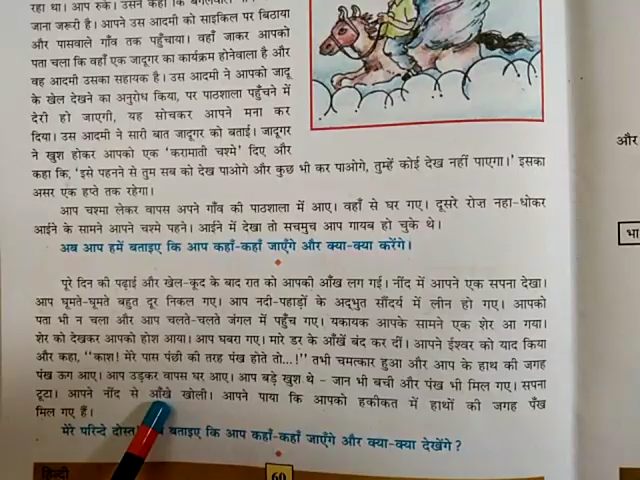 रहा था। आप रुके। उसने कहा कि
जाना जरूरी है। आपने उस आदमी को साइकिल पर बिठाया
और पासवाले गाँव तक पहुँचाया। वहाँ जाकर आपको
पता चला कि वहाँ एक जादूगर का कार्यक्रम होनेवाला है और
वह आदमी उसका सहायक है। उस आदमी ने आपको जादू
के खेल देखने का अनुरोध किया, पर पाठशाला पहुँचने में
देरी हो जाएगी, यह सोचकर आपने मना कर
दिया। उस आदमी ने सारी बात जादूगर को बताई। जादूगर
ने खुश होकर आपको एक ‘करामाती चश्मे’ दिए और
कहा कि, ‘इसे पहनने से तुम सब को देख पाओगे और कुछ भी कर पाओगे, तुम्हें कोई देख नहीं पाएगा।’ इसका
असर एक हप्ते तक रहेगा।
आप चश्मा लेकर वापस अपने गाँव की पाठशाला में आए। वहाँ से घर गए। दूसरे रोज़ नहा-धोकर
आईने के सामने आपने चश्मे पहने। आईने में देखा तो सचमुच आप गायब हो चुके थे।
अब आप हमें बताइए कि आप कहाँ-कहाँ जाएँगे और क्या-क्या करेंगे।
पूरे दिन की पढ़ाई और खेल-कूद के बाद रात को आपकी आँख लग गई। नींद में आपने एक सपना देखा।
आप घूमते-घूमते बहुत दूर निकल गए। आप नदी-पहाड़ों के अद्‌भुत सौंदर्य में लीन हो गए। आपको
पता भी न चला और आप चलते-चलते जंगल में पहुँच गए। यकायक आपके सामने एक शेर आ गया।
शेर को देखकर आपको होश आया। आप घबरा गए। मारे डर के आँखें बंद कर दीं। आपने ईश्वर को याद किया
और कहा, “काश! मेरे पास पंछी की तरह पंख होते तो...!” तभी चमत्कार हुआ और आप के हाथ की जगह
पंख ऊग आए। आप उड़कर वापस घर आए। आप बड़े खुश थे – जान भी बची और पंख भी मिल गए। सपना
टूटा। आपने नींद से आँखे खोली। आपने पाया कि आपको हकीकत में हाथों की जगह पँख
मिल गए हैं।
मेरे परिन्दे दोस्त! बताइए कि आप कहाँ-कहाँ जाएँगे और क्या-क्या देखेंगे?
हिन्दी
60
और
भा